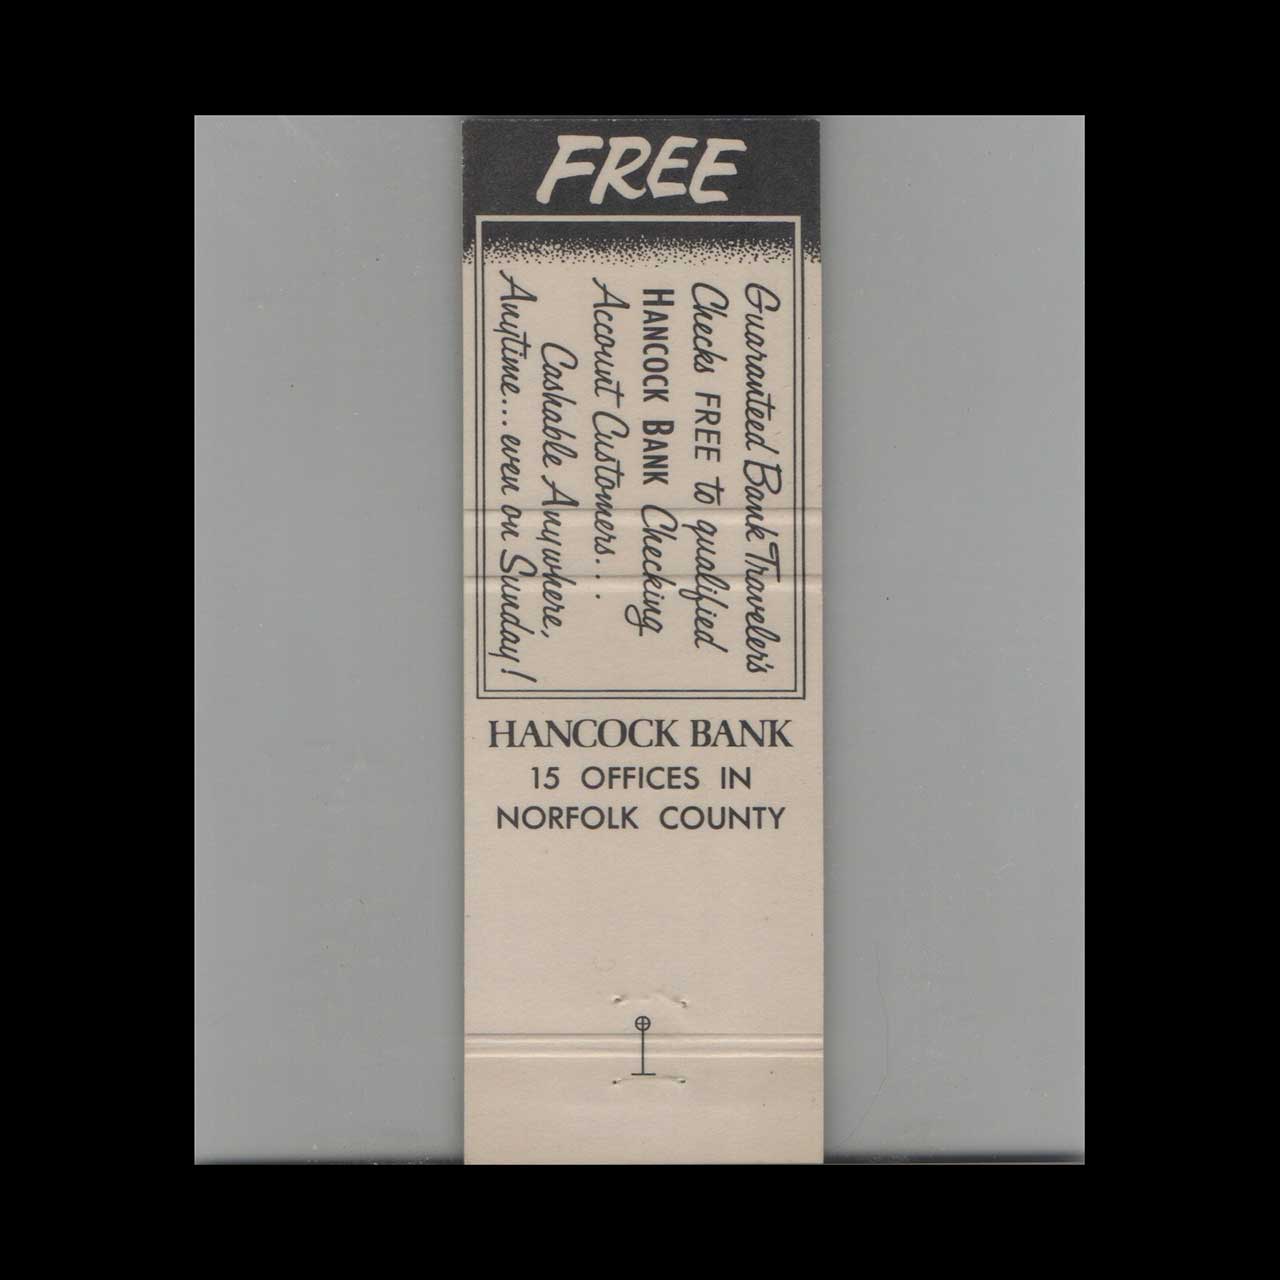 FREE
Guaranteed Bank Traveler's
Checks FREE to qualified
HANCOCK BANK Checking
Account Customers...
Cashable Anywhere,
Anytime... even on Sunday!
HANCOCK BANK
15 OFFICES IN
NORFOLK COUNTY